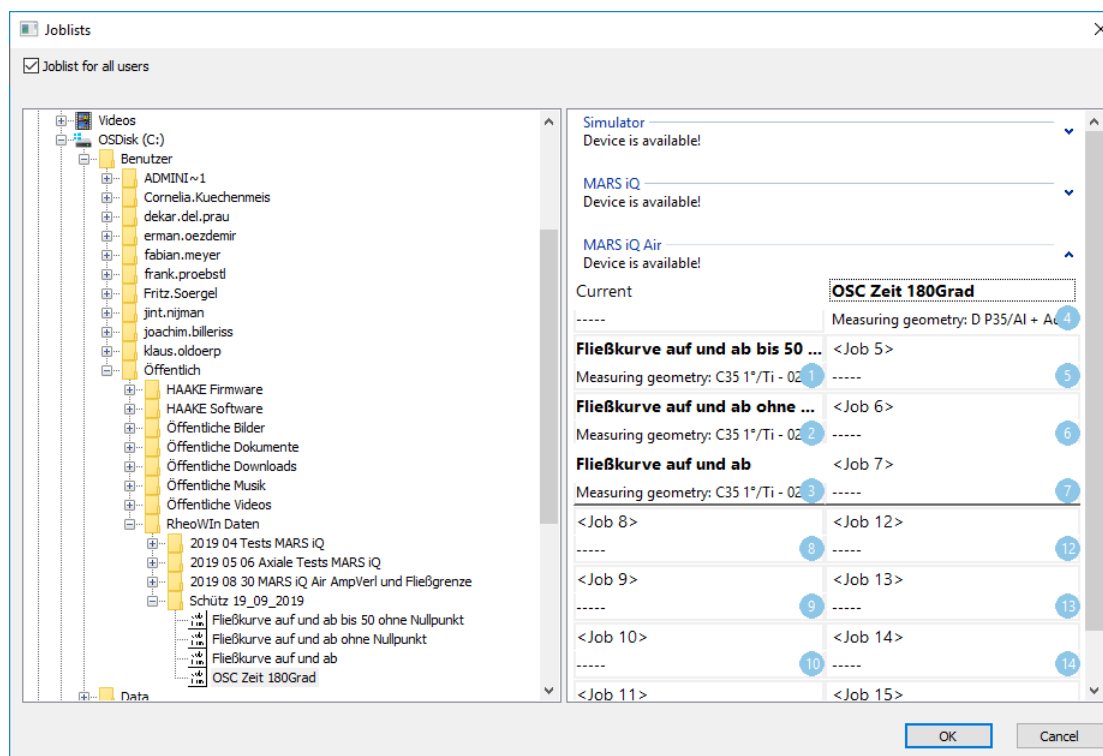 Joblists
Joblist for all users
Videos
OSDisk (C:)
Benutzer
ADMINI~1
Cornelia.Kuechenmeis
dekar.del.prau
erman.oezdemir
fabian.meyer
frank.proebstl
Fritz.Soergel
jint.nijman
joachim.billeriss
klaus.oldoerp
Öffentlich
HAAKE Firmware
HAAKE Software
Öffentliche Bilder
Öffentliche Dokumente
Öffentliche Downloads
Öffentliche Musik
Öffentliche Videos
RheoWIn Daten
2019 04 Tests MARS iQ
2019 05 06 Axiale Tests MARS iQ
2019 08 30 MARS iQ Air AmpVerl und Fließgrenze
Schütz 19_09_2019
Fließkurve auf und ab bis 50 ohne Nullpunkt
Fließkurve auf und ab ohne Nullpunkt
Fließkurve auf und ab
OSC Zeit 180Grad
Data
Simulator
Device is available!
MARS iQ
Device is available!
MARS iQ Air
Device is available!
Current
-----
OSC Zeit 180Grad
Measuring geometry: D P35/Al + Ad 4
Fließkurve auf und ab bis 50 ...
Measuring geometry: C35 1°/Ti - 02 1
<Job 5>
----- 5
Fließkurve auf und ab ohne ...
Measuring geometry: C35 1°/Ti - 02 2
<Job 6>
----- 6
Fließkurve auf und ab
Measuring geometry: C35 1°/Ti - 02 3
<Job 7>
----- 7
<Job 8>
----- 8
<Job 12>
----- 12
<Job 9>
----- 9
<Job 13>
----- 13
<Job 10>
----- 10
<Job 14>
----- 14
<Job 11>
<Job 15>
OK
Cancel